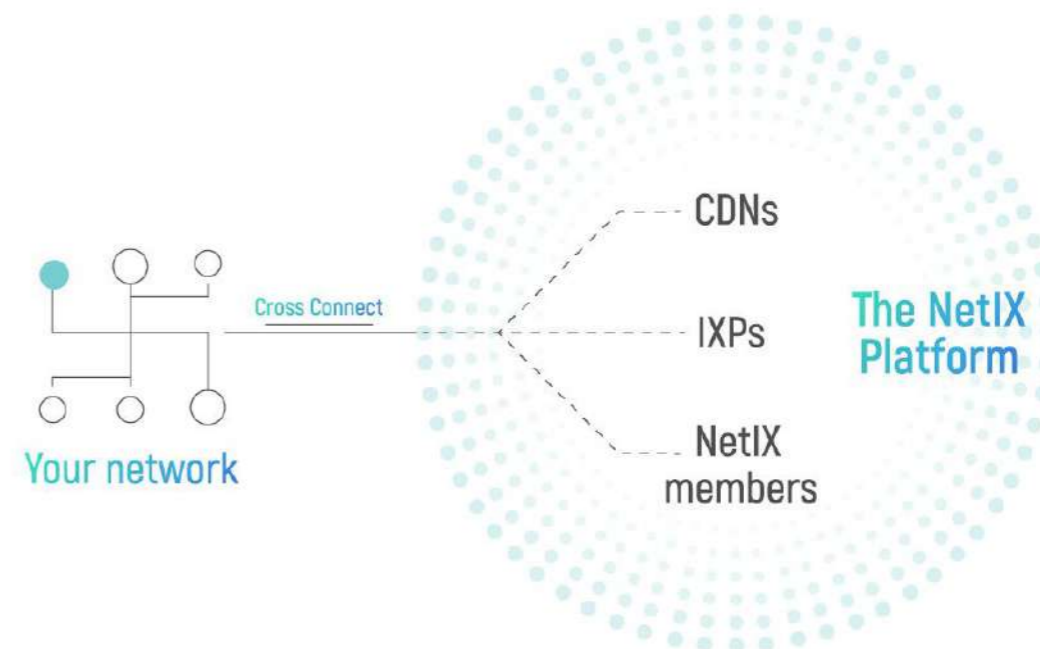 CDNs
Cross Connect
IXPs
The NetIX
Platform
Your network
NetIX
members